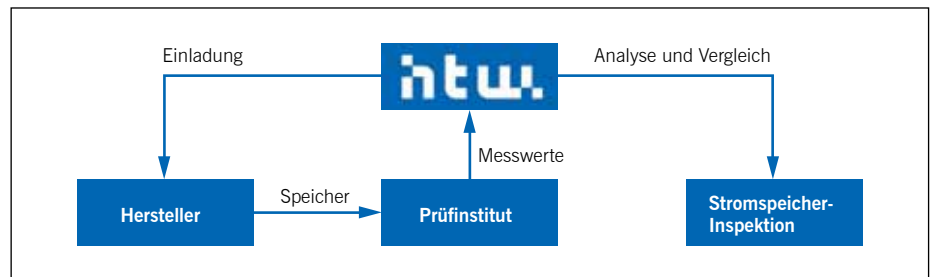 Einladung
htw.
Analyse und Vergleich
Messwerte
Hersteller
Speicher
Prüfinstitut
Stromspeicher-
Inspektion